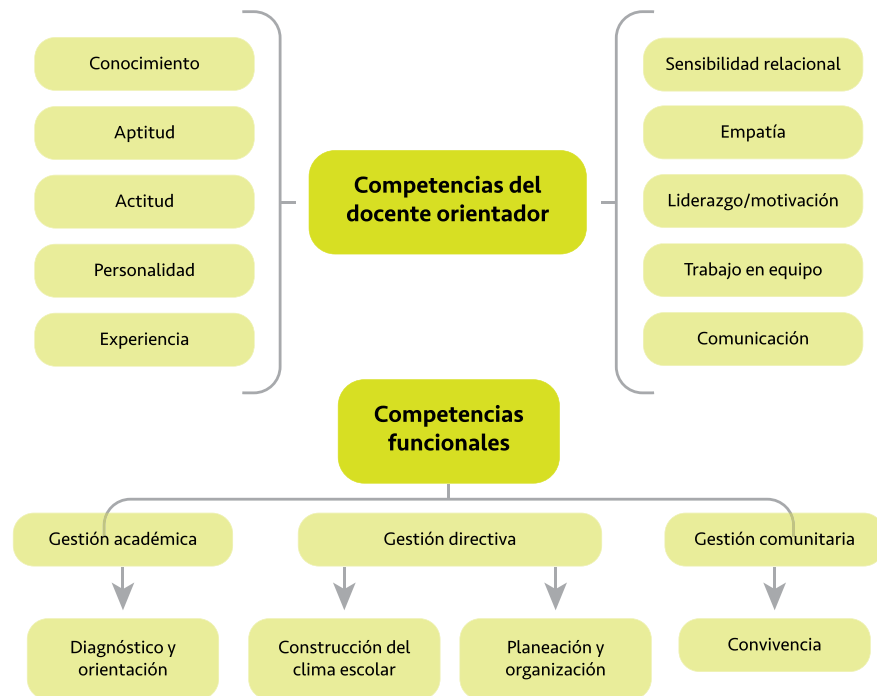 Conocimiento
Aptitud
Actitud
Personalidad
Experiencia
Competencias del
docente orientador
Sensibilidad relacional
Empatía
Liderazgo/motivación
Trabajo en equipo
Comunicación
Competencias
funcionales
Gestión académica
Gestión directiva
Gestión comunitaria
Diagnóstico y
orientación
Construcción del
clima escolar
Planeación y
organización
Convivencia